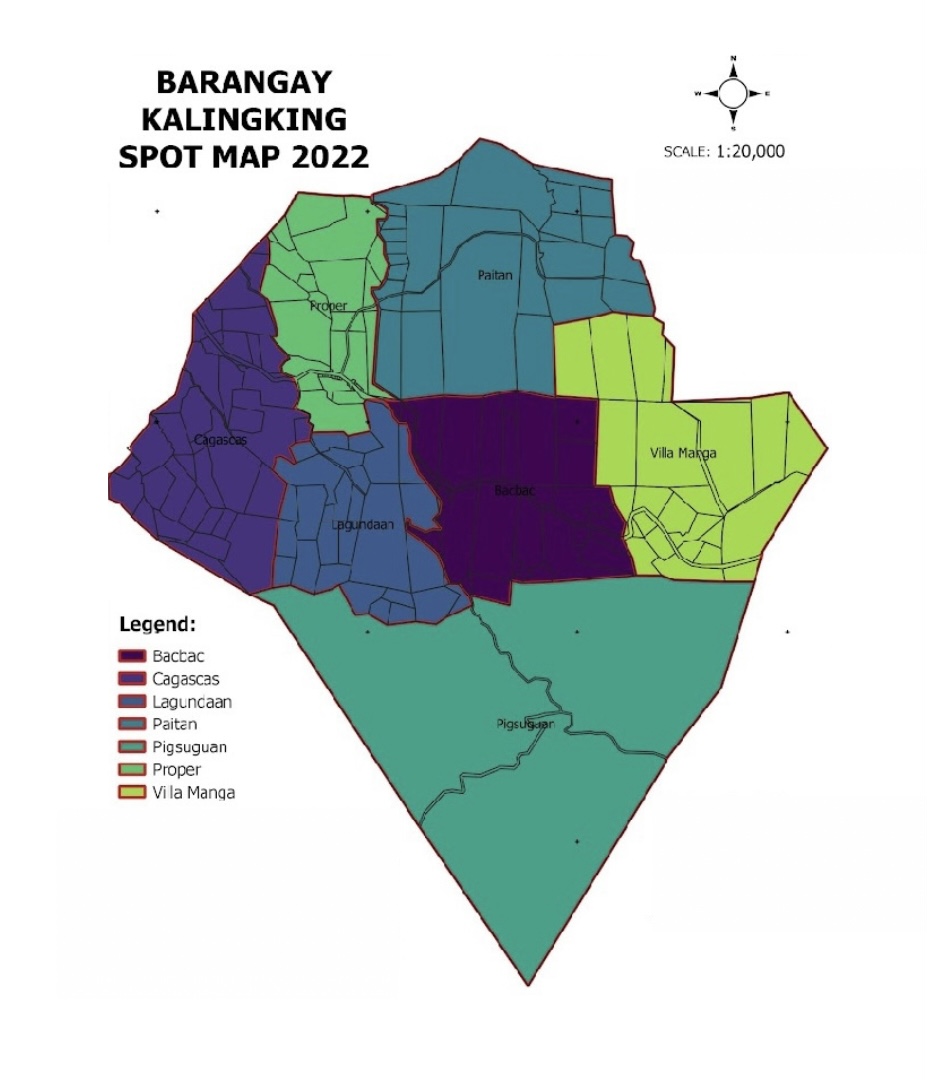 BARANGAY
KALINGKING
SPOT MAP 2022
N
W E
S
SCALE: 1:20,000
Paitan
Proper
Cagascas
Villa Manga
Bacbac
Lagundaan
Pigsuguan
Legend:
Bacbac
Cagascas
Lagundaan
Paitan
Pigsuguan
Proper
Villa Manga